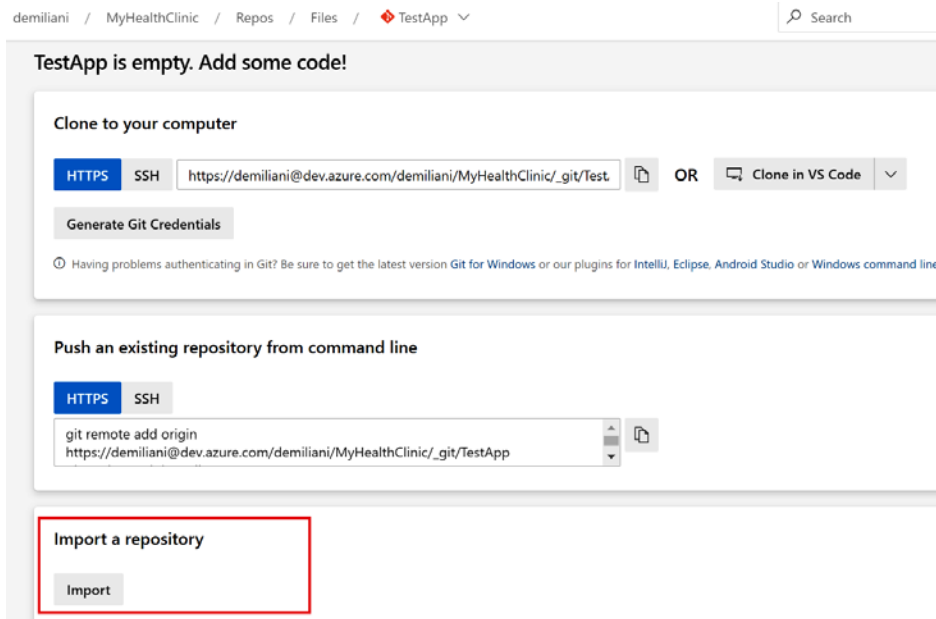 demiliani / MyHealthClinic / Repos / Files / TestApp
Search
TestApp is empty. Add some code!
Clone to your computer
HTTPS SSH https://demiliani@dev.azure.com/demiliani/MyHealthClinic/_git/Test OR Clone in VS Code
Generate Git Credentials
Having problems authenticating in Git? Be sure to get the latest version Git for Windows or our plugins for IntelliJ, Eclipse, Android Studio or Windows command line
Push an existing repository from command line
HTTPS SSH
git remote add origin
https://demiliani@dev.azure.com/demiliani/MyHealthClinic/_git/TestApp
Import a repository
Import